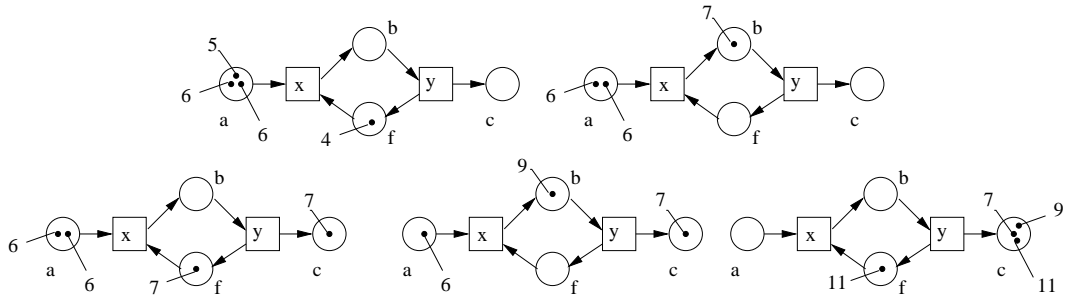 5 6 6 a x b y 4 f c
6 6 a x 7 b y f c
6 6 a x b y 7 f 7 c
6 a x 9 b y f 7 c
a x b y 11 f 7 9 11 c